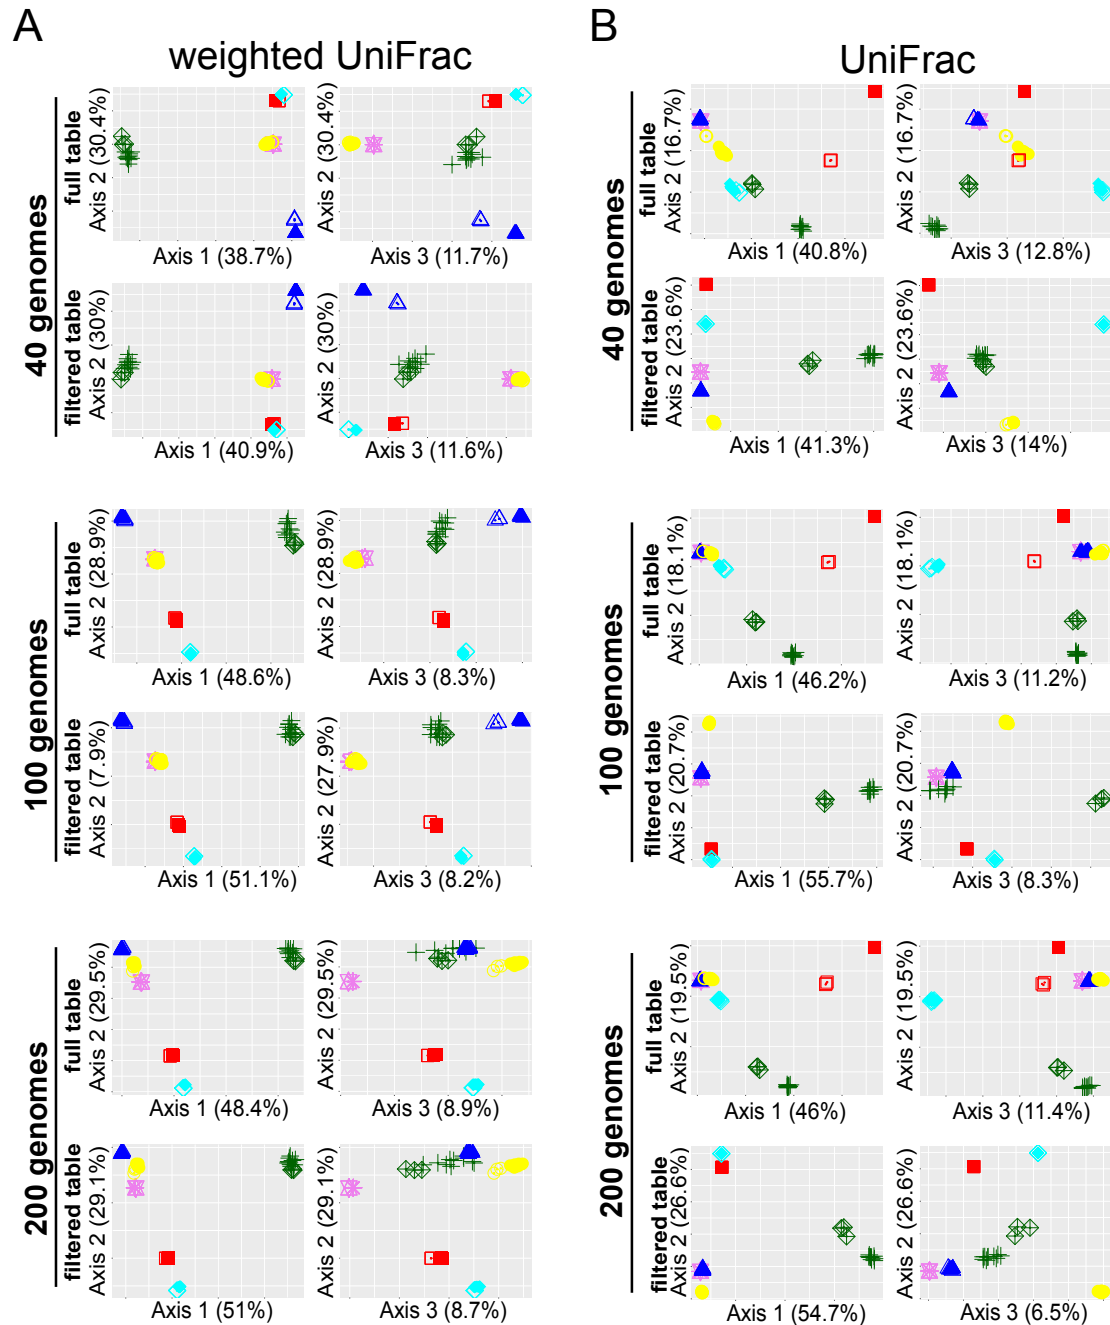 A
B
weighted UniFrac
UniFrac
40 genomes
full table
Axis 2 (30.4%)
Axis 1 (38.7%)
Axis 2 (30.4%)
Axis 3 (11.7%)
filtered table
Axis 2 (30%)
Axis 1 (40.9%)
Axis 2 (30%)
Axis 3 (11.6%)
40 genomes
full table
Axis 2 (16.7%)
Axis 1 (40.8%)
Axis 2 (16.7%)
Axis 3 (12.8%)
filtered table
Axis 2 (23.6%)
Axis 1 (41.3%)
Axis 2 (23.6%)
Axis 3 (14%)
100 genomes
full table
Axis 2 (28.9%)
Axis 1 (48.6%)
Axis 2 (28.9%)
Axis 3 (8.3%)
filtered table
Axis 2 (7.9%)
Axis 1 (51.1%)
Axis 2 (27.9%)
Axis 3 (8.2%)
100 genomes
full table
Axis 2 (18.1%)
Axis 1 (46.2%)
Axis 2 (18.1%)
Axis 3 (11.2%)
filtered table
Axis 2 (20.7%)
Axis 1 (55.7%)
Axis 2 (20.7%)
Axis 3 (8.3%)
200 genomes
full table
Axis 2 (29.5%)
Axis 1 (48.4%)
Axis 2 (29.5%)
Axis 3 (8.9%)
filtered table
Axis 2 (29.1%)
Axis 1 (51%)
Axis 2 (29.1%)
Axis 3 (8.7%)
200 genomes
full table
Axis 2 (19.5%)
Axis 1 (46%)
Axis 2 (19.5%)
Axis 3 (11.4%)
filtered table
Axis 2 (26.6%)
Axis 1 (54.7%)
Axis 2 (26.6%)
Axis 3 (6.5%)